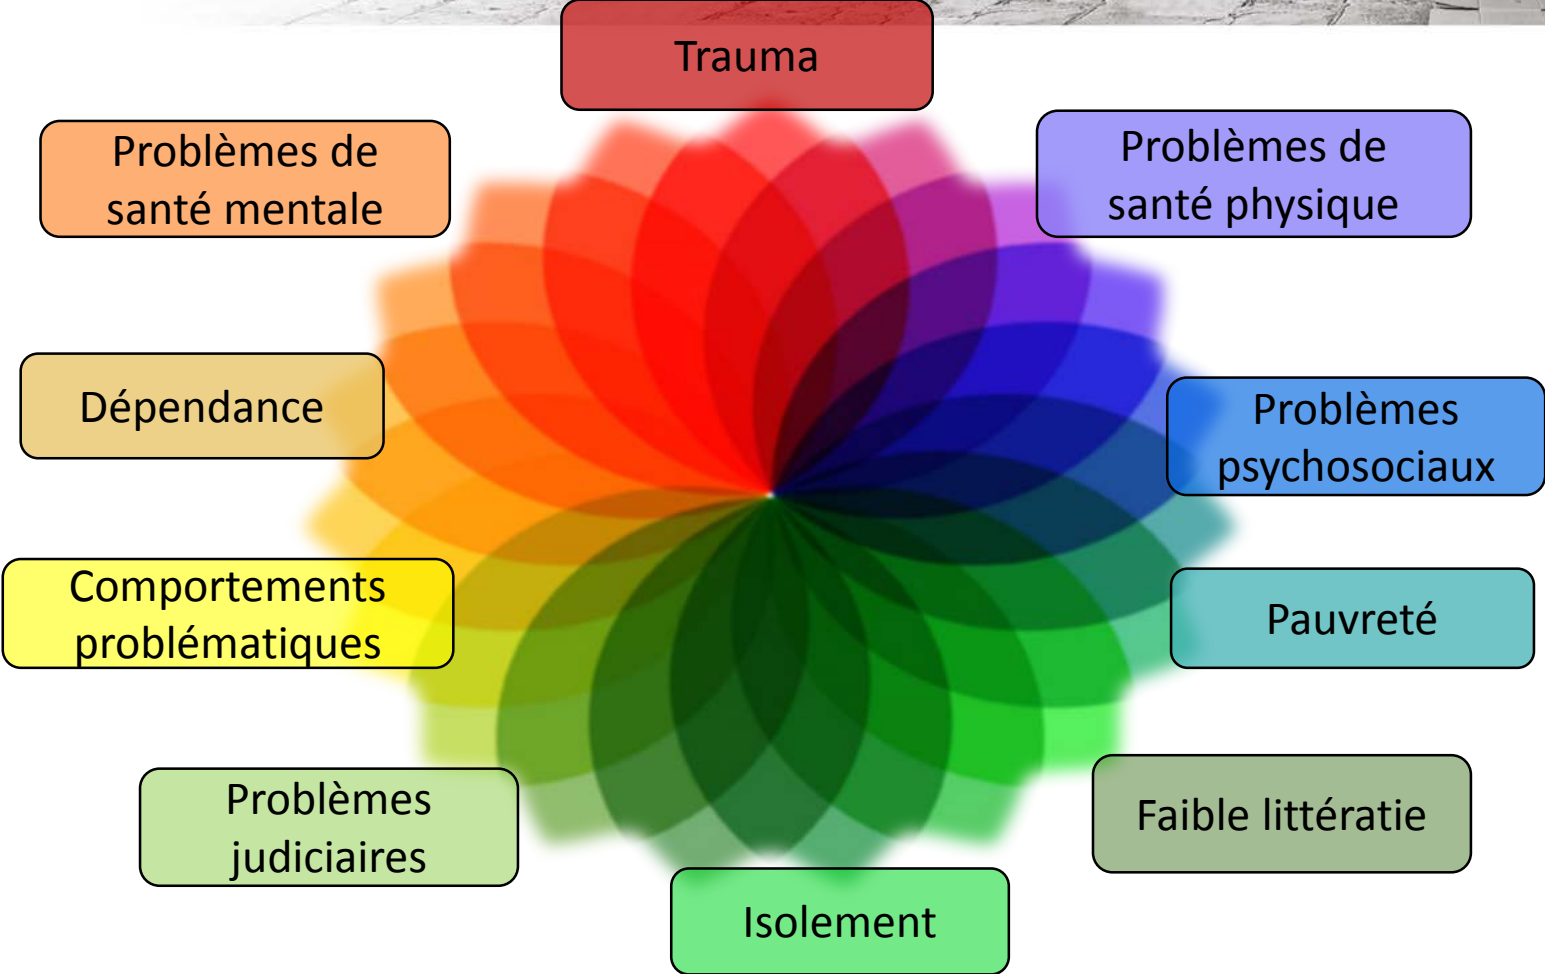 Trauma
Problèmes de
santé mentale
Problèmes de
santé physique
Dépendance
Problèmes
psychosociaux
Comportements
problématiques
Pauvreté
Problèmes
judiciaires
Faible littératie
Isolement